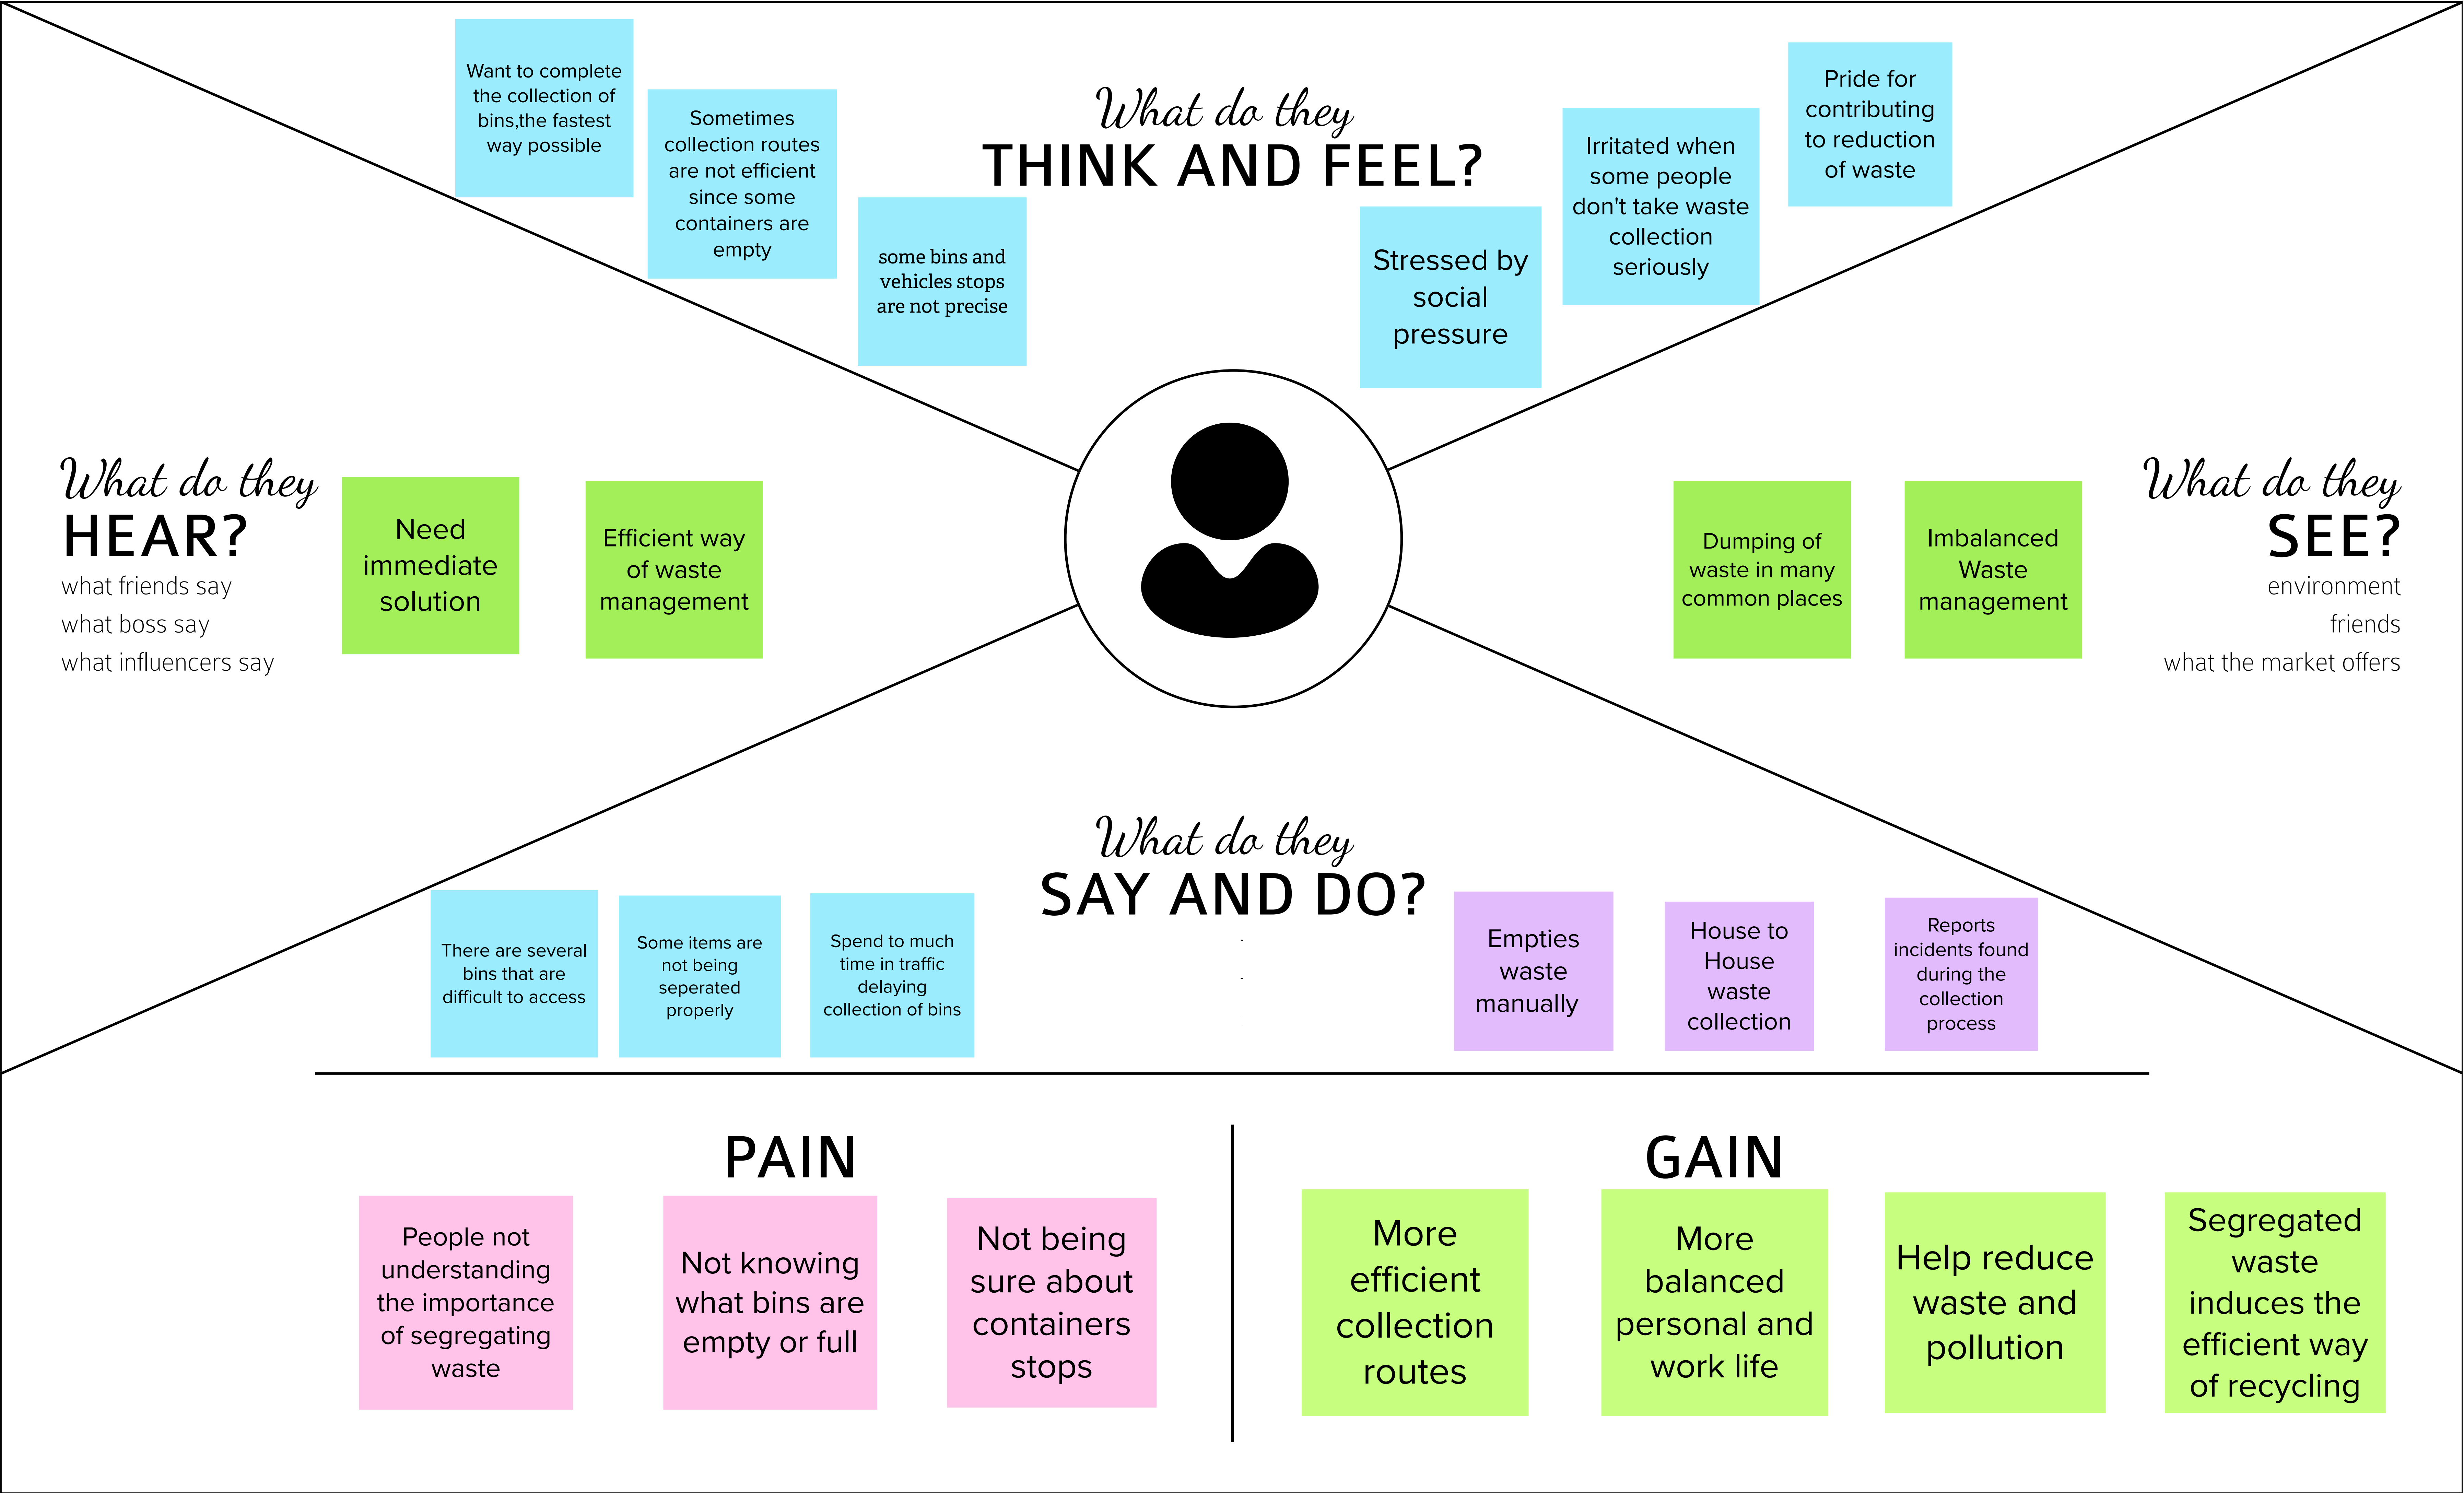 Want to complete
the collection of
bins,the fastest
way possible
Sometimes
collection routes
are not efficient
since some
containers are
empty
some bins and
vehicles stops
are not precise
What do they
THINK AND FEEL?
Stressed by
social
pressure
Irritated when
some people
don't take waste
collection
seriously
Pride for
contributing
to reduction
of waste
What do they
HEAR?
what friends say
what boss say
what influencers say
Need
immediate
solution
Efficient way
of waste
management
Dumping of
waste in many
common places
Imbalanced
Waste
management
What do they
SEE?
environment
friends
what the market offers
What do they
SAY AND DO?
There are several
bins that are
difficult to access
Some items are
not being
seperated
properly
Spend to much
time in traffic
delaying
collection of bins
Empties
waste
manually
House to
House
waste
collection
Reports
incidents found
during the
collection
process
PAIN
People not
understanding
the importance
of segregating
waste
Not knowing
what bins are
empty or full
Not being
sure about
containers
stops
GAIN
More
efficient
collection
routes
More
balanced
personal and
work life
Help reduce
waste and
pollution
Segregated
waste
induces the
efficient way
of recycling